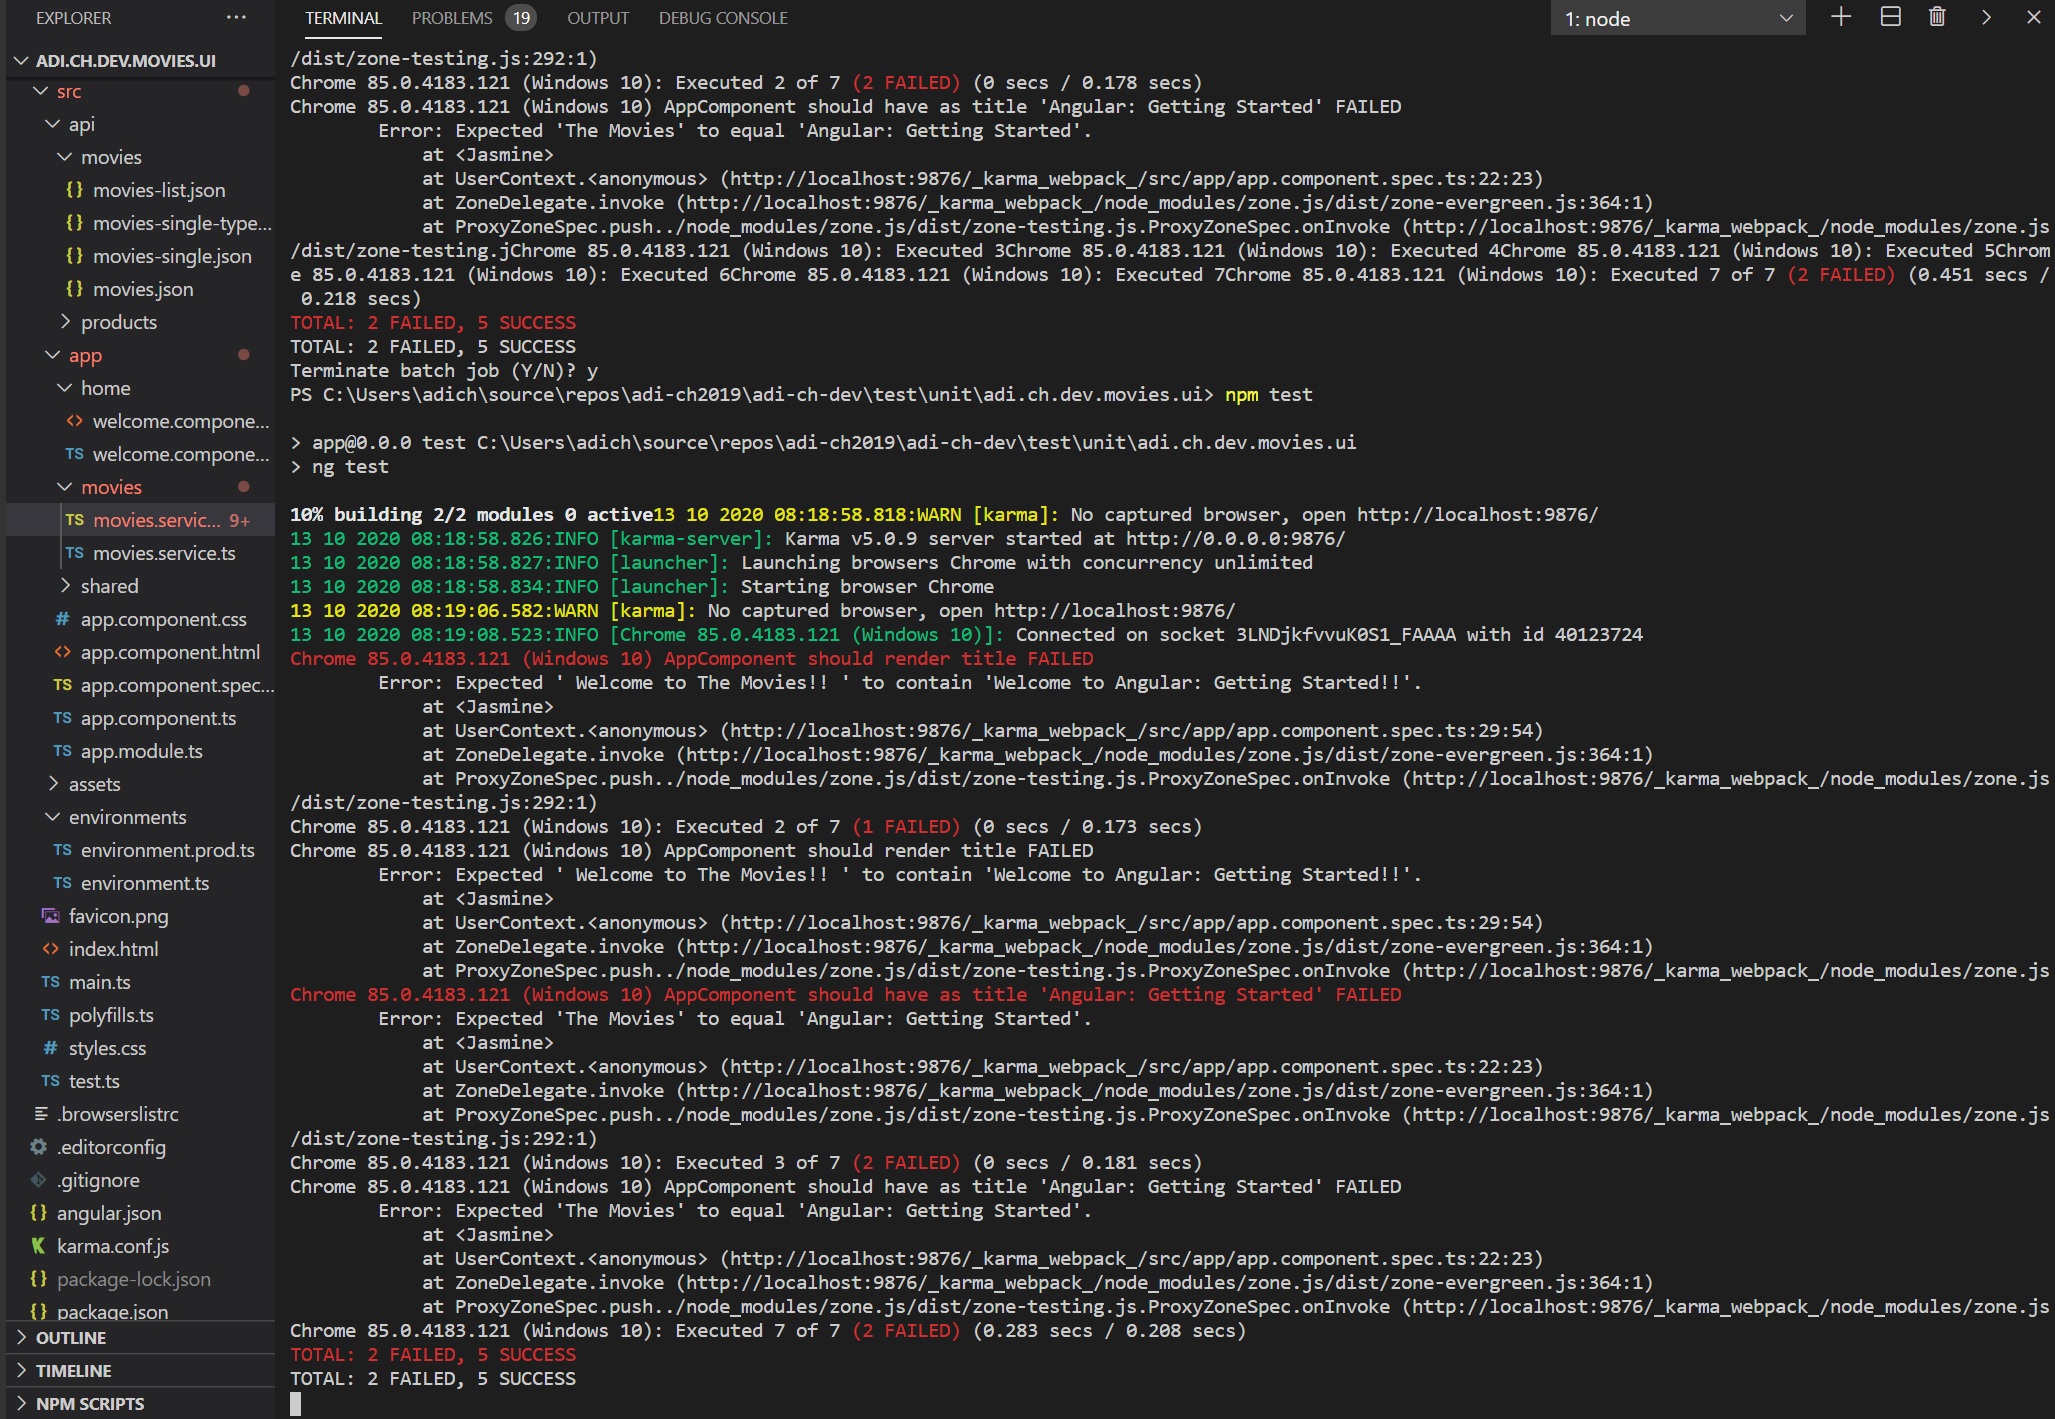 EXPLORER
ADI.CH.DEV.MOVIES.UI
src
api
movies
movies-list.json
movies-single-type...
movies-single.json
movies.json
products
app
home
welcome.compone...
TS welcome.compone...
movies
TS movies.servic... 9+
TS movies.service.ts
shared
# app.component.css
app.component.html
TS app.component.spec...
TS app.component.ts
TS app.module.ts
assets
environments
TS environment.prod.ts
TS environment.ts
favicon.png
index.html
TS main.ts
TS polyfills.ts
# styles.css
TS test.ts
.browserslistrc
.editorconfig
.gitignore
angular.json
karma.conf.js
package-lock.json
package.json
OUTLINE
TIMELINE
NPM SCRIPTS
TERMINAL PROBLEMS 19 OUTPUT DEBUG CONSOLE 1: node
/dist/zone-testing.js:292:1)
Chrome 85.0.4183.121 (Windows 10): Executed 2 of 7 (2 FAILED) (0 secs / 0.178 secs)
Chrome 85.0.4183.121 (Windows 10) AppComponent should have as title 'Angular: Getting Started' FAILED
Error: Expected 'The Movies' to equal 'Angular: Getting Started'.
at <Jasmine>
at UserContext.<anonymous> (http://localhost:9876/_karma_webpack_/src/app/app.component.spec.ts:22:23)
at ZoneDelegate.invoke (http://localhost:9876/_karma_webpack_/node_modules/zone.js/dist/zone-evergreen.js:364:1)
at ProxyZoneSpec.push../node_modules/zone.js/dist/zone-testing.js.ProxyZoneSpec.onInvoke (http://localhost:9876/_karma_webpack_/node_modules/zone.js
/dist/zone-testing.jChrome 85.0.4183.121 (Windows 10): Executed 3Chrome 85.0.4183.121 (Windows 10): Executed 4Chrome 85.0.4183.121 (Windows 10): Executed 5Chrom
e 85.0.4183.121 (Windows 10): Executed 6Chrome 85.0.4183.121 (Windows 10): Executed 7Chrome 85.0.4183.121 (Windows 10): Executed 7 of 7 (2 FAILED) (0.451 secs /
0.218 secs)
TOTAL: 2 FAILED, 5 SUCCESS
TOTAL: 2 FAILED, 5 SUCCESS
Terminate batch job (Y/N)? y
PS C:\Users\adich\source\repos\adi-ch2019\adi-ch-dev\test\unit\adi.ch.dev.movies.ui> npm test
> app@0.0.0 test C:\Users\adich\source\repos\adi-ch2019\adi-ch-dev\test\unit\adi.ch.dev.movies.ui
> ng test
10% building 2/2 modules 0 active13 10 2020 08:18:58.818:WARN [karma]: No captured browser, open http://localhost:9876/
13 10 2020 08:18:58.826:INFO [karma-server]: Karma v5.0.9 server started at http://0.0.0.0:9876/
13 10 2020 08:18:58.827:INFO [launcher]: Launching browsers Chrome with concurrency unlimited
13 10 2020 08:18:58.834:INFO [launcher]: Starting browser Chrome
13 10 2020 08:19:06.582:WARN [karma]: No captured browser, open http://localhost:9876/
13 10 2020 08:19:08.523:INFO [Chrome 85.0.4183.121 (Windows 10)]: Connected on socket 3LNDjkfvvuK0S1_FAAAA with id 40123724
Chrome 85.0.4183.121 (Windows 10) AppComponent should render title FAILED
Error: Expected ' Welcome to The Movies!! ' to contain 'Welcome to Angular: Getting Started!!'.
at <Jasmine>
at UserContext.<anonymous> (http://localhost:9876/_karma_webpack_/src/app/app.component.spec.ts:29:54)
at ZoneDelegate.invoke (http://localhost:9876/_karma_webpack_/node_modules/zone.js/dist/zone-evergreen.js:364:1)
at ProxyZoneSpec.push../node_modules/zone.js/dist/zone-testing.js.ProxyZoneSpec.onInvoke (http://localhost:9876/_karma_webpack_/node_modules/zone.js
/dist/zone-testing.js:292:1)
Chrome 85.0.4183.121 (Windows 10): Executed 2 of 7 (1 FAILED) (0 secs / 0.173 secs)
Chrome 85.0.4183.121 (Windows 10) AppComponent should render title FAILED
Error: Expected ' Welcome to The Movies!! ' to contain 'Welcome to Angular: Getting Started!!'.
at <Jasmine>
at UserContext.<anonymous> (http://localhost:9876/_karma_webpack_/src/app/app.component.spec.ts:29:54)
at ZoneDelegate.invoke (http://localhost:9876/_karma_webpack_/node_modules/zone.js/dist/zone-evergreen.js:364:1)
at ProxyZoneSpec.push../node_modules/zone.js/dist/zone-testing.js.ProxyZoneSpec.onInvoke (http://localhost:9876/_karma_webpack_/node_modules/zone.js
Chrome 85.0.4183.121 (Windows 10) AppComponent should have as title 'Angular: Getting Started' FAILED
Error: Expected 'The Movies' to equal 'Angular: Getting Started'.
at <Jasmine>
at UserContext.<anonymous> (http://localhost:9876/_karma_webpack_/src/app/app.component.spec.ts:22:23)
at ZoneDelegate.invoke (http://localhost:9876/_karma_webpack_/node_modules/zone.js/dist/zone-evergreen.js:364:1)
at ProxyZoneSpec.push../node_modules/zone.js/dist/zone-testing.js.ProxyZoneSpec.onInvoke (http://localhost:9876/_karma_webpack_/node_modules/zone.js
/dist/zone-testing.js:292:1)
Chrome 85.0.4183.121 (Windows 10): Executed 3 of 7 (2 FAILED) (0 secs / 0.181 secs)
Chrome 85.0.4183.121 (Windows 10) AppComponent should have as title 'Angular: Getting Started' FAILED
Error: Expected 'The Movies' to equal 'Angular: Getting Started'.
at <Jasmine>
at UserContext.<anonymous> (http://localhost:9876/_karma_webpack_/src/app/app.component.spec.ts:22:23)
at ZoneDelegate.invoke (http://localhost:9876/_karma_webpack_/node_modules/zone.js/dist/zone-evergreen.js:364:1)
at ProxyZoneSpec.push../node_modules/zone.js/dist/zone-testing.js.ProxyZoneSpec.onInvoke (http://localhost:9876/_karma_webpack_/node_modules/zone.js
Chrome 85.0.4183.121 (Windows 10): Executed 7 of 7 (2 FAILED) (0.283 secs / 0.208 secs)
TOTAL: 2 FAILED, 5 SUCCESS
TOTAL: 2 FAILED, 5 SUCCESS